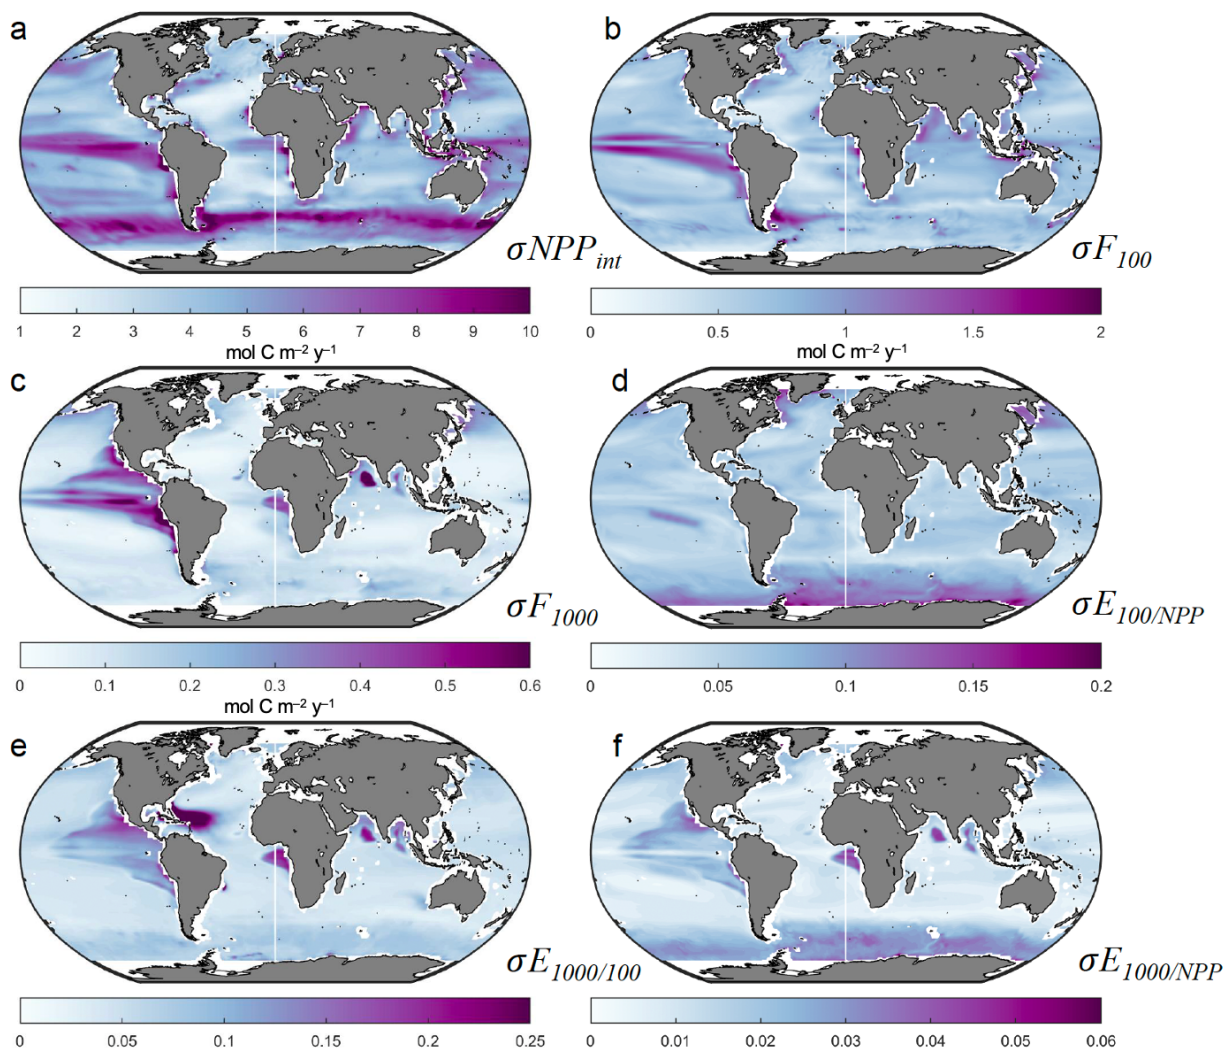 a
b
σNPP_int
σF_100
1 2 3 4 5 6 7 8 9 10
0 0.5 1 1.5 2
mol C m⁻² y⁻¹
mol C m⁻² y⁻¹
c
d
σF_1000
σE_100/NPP
0 0.1 0.2 0.3 0.4 0.5 0.6
0 0.05 0.1 0.15 0.2
mol C m⁻² y⁻¹
e
f
σE_1000/100
σE_1000/NPP
0 0.05 0.1 0.15 0.2 0.25
0 0.01 0.02 0.03 0.04 0.05 0.06